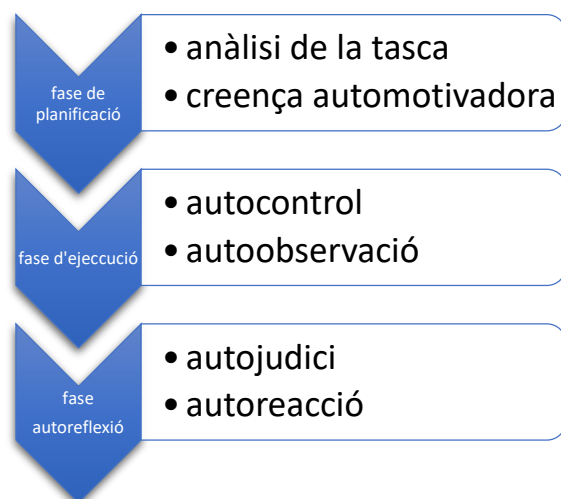 fase de
planificació
• anàlisi de la tasca
• creença automotivadora
fase d'ejeccució
• autocontrol
• autoobservació
fase
autoreflexió
• autojudici
• autoreacció